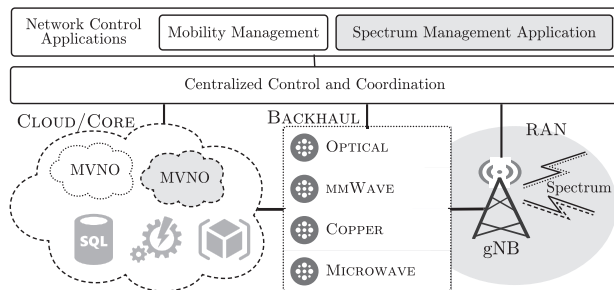 Network Control
Applications
Mobility Management
Spectrum Management Application
Centralized Control and Coordination
CLOUD/CORE
BACKHAUL
RAN
MVNO
MVNO
OPTICAL
MMWAVE
COPPER
MICROWAVE
SQL
Spectrum
gNB